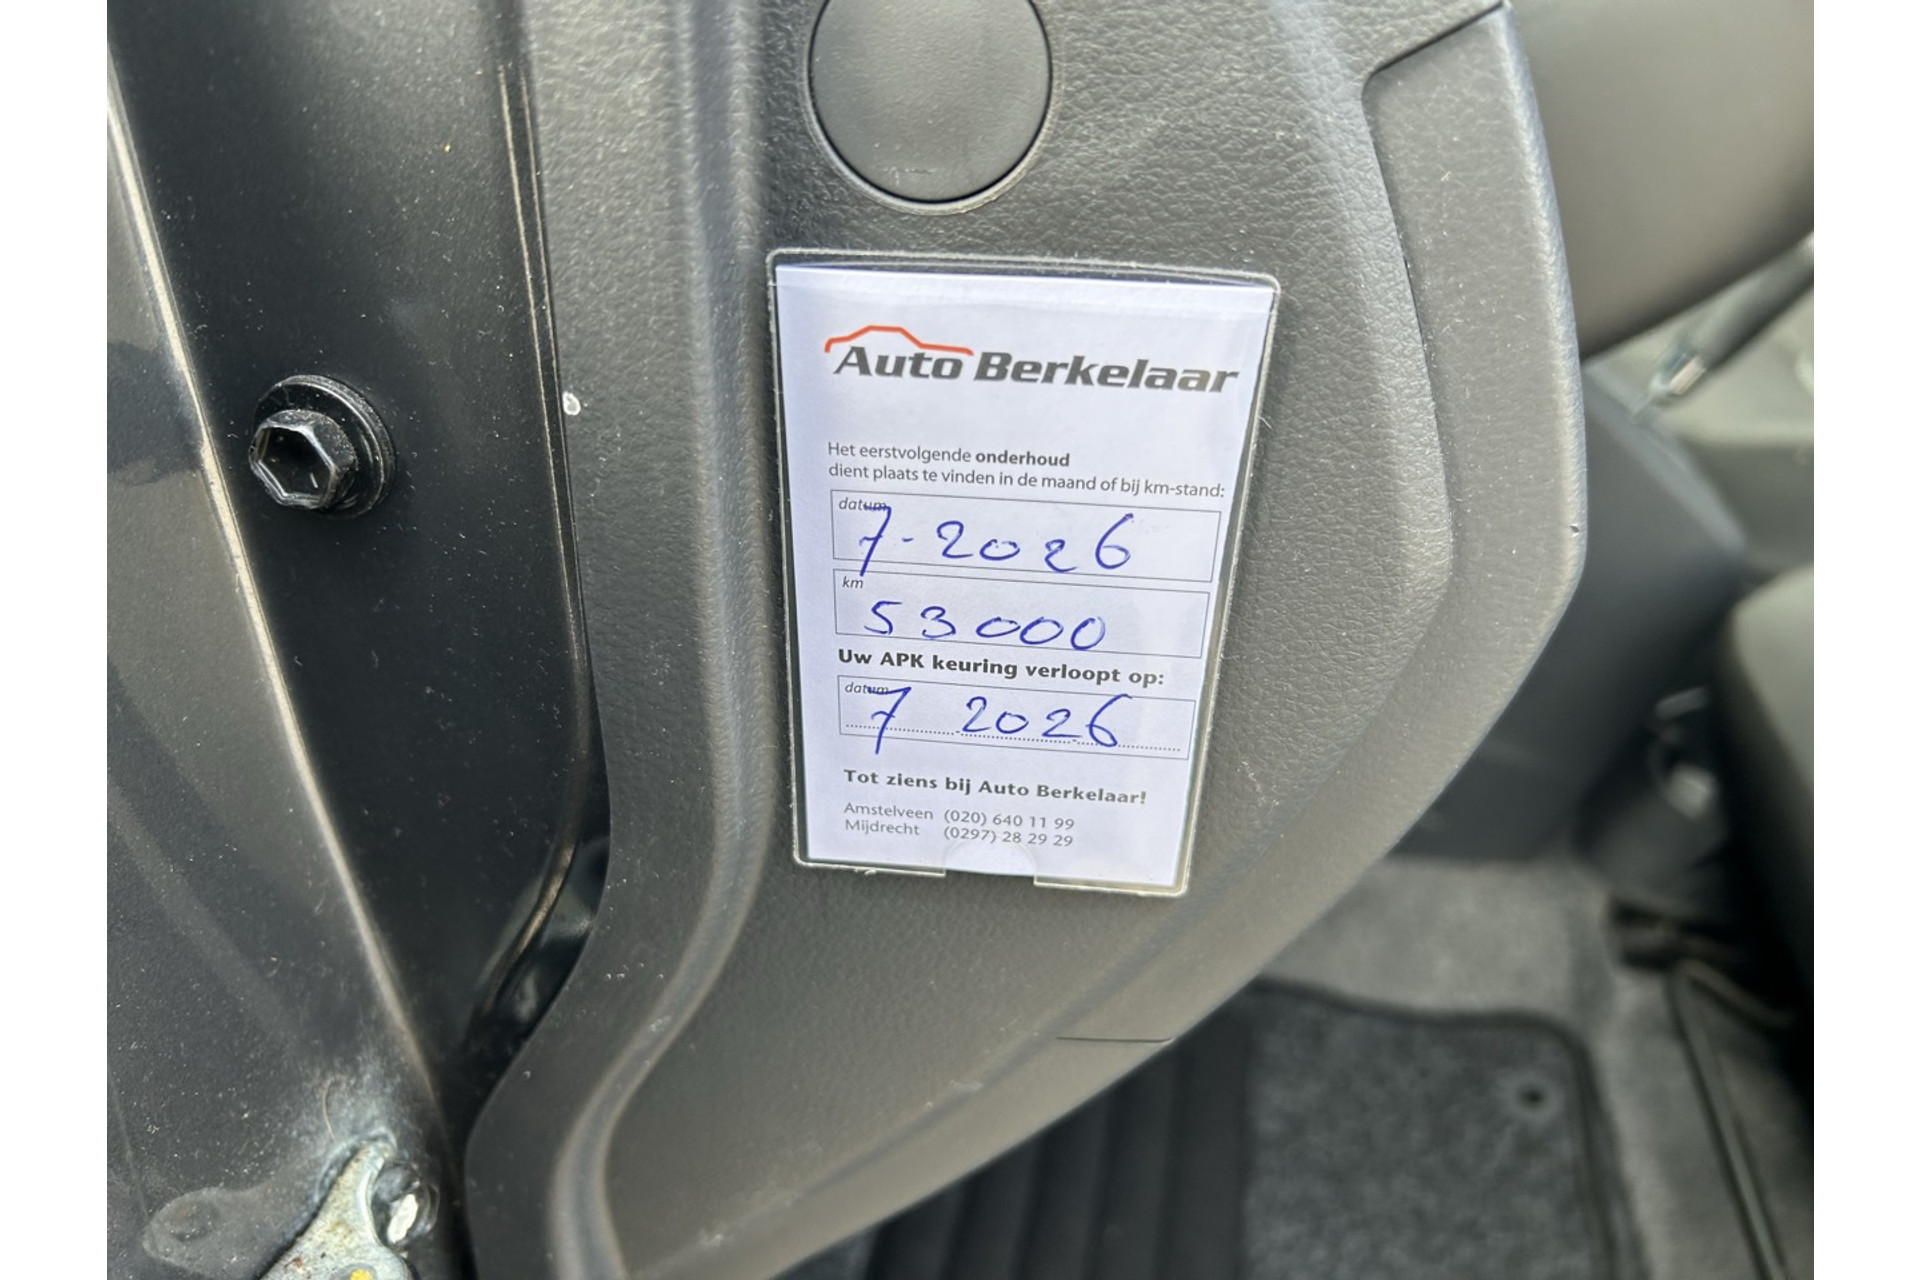 Auto Berkelaar
Het eerstvolgende onderhoud
dient plaats te vinden in de maand of bij km-stand:
datum
7-2026
km
53000
Uw APK keuring verloopt op:
datum
7 2026
Tot ziens bij Auto Berkelaar!
Amstelveen (020) 640 11 99
Mijdrecht (0297) 28 29 29